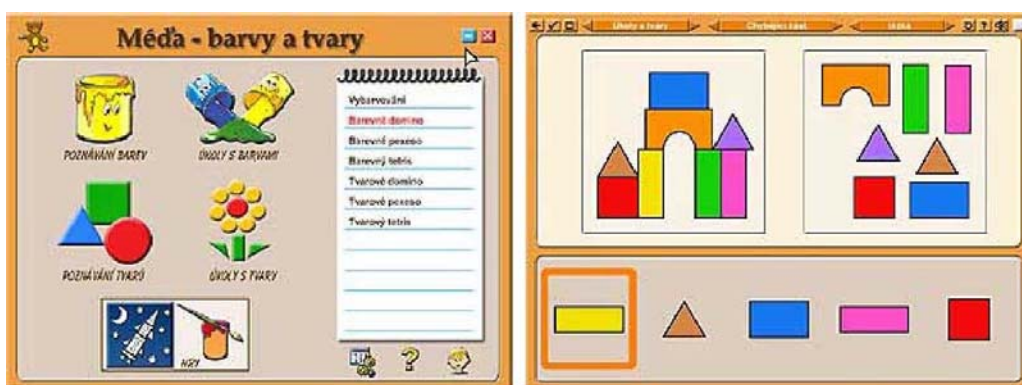 Méďa - barvy a tvary
POZNÁVÁNÍ BAREV
ÚKOLY S BARVAMI
POZNÁVÁNÍ TVARŮ
ÚKOLY S TVARY
HRY
Vybarvování
Barevné domino
Barevné pexeso
Barevný tetris
Tvarové domino
Tvarové pexeso
Tvarový tetris
?
Úkoly s tvary
Chybějící část
?